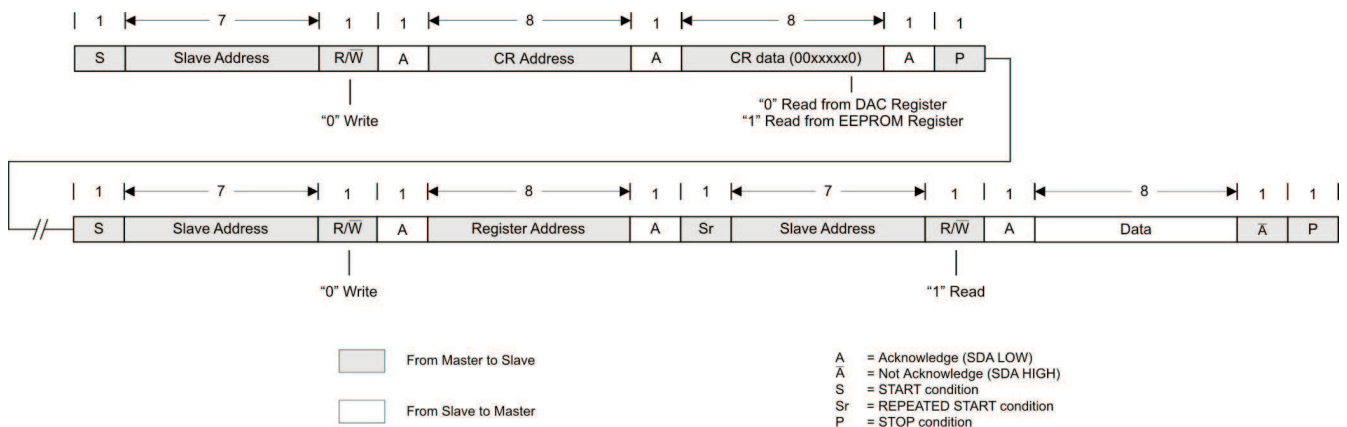 1 7 1 1 8 1 8 1 1
S Slave Address R/W̅ A CR Address A CR data (00xxxxx0) A P
“0” Write
“0” Read from DAC Register
“1” Read from EEPROM Register
1 7 1 1 8 1 1 7 1 1 8 1 1
S Slave Address R/W̅ A Register Address A Sr Slave Address R/W̅ A Data A̅ P
“0” Write “1” Read
From Master to Slave
From Slave to Master
A = Acknowledge (SDA LOW)
A̅ = Not Acknowledge (SDA HIGH)
S = START condition
Sr = REPEATED START condition
P = STOP condition